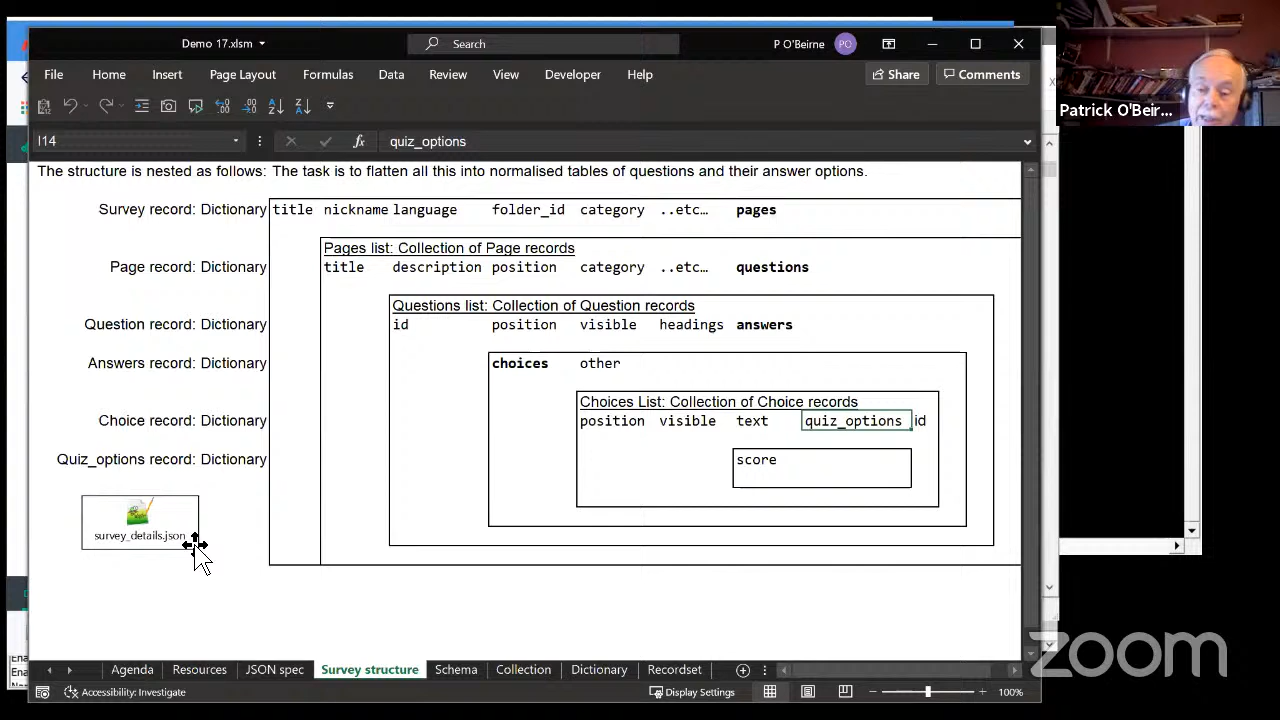 Demo 17.xlsm
Search
P O'Beirne
PO
File Home Insert Page Layout Formulas Data Review View Developer Help
Share
Comments
Patrick O'Beir...
I14
fx
quiz_options
The structure is nested as follows: The task is to flatten all this into normalised tables of questions and their answer options.
Survey record: Dictionary title nickname language folder_id category ..etc… pages
Pages list: Collection of Page records
Page record: Dictionary title description position category ..etc… questions
Questions list: Collection of Question records
Question record: Dictionary id position visible headings answers
Answers record: Dictionary choices other
Choices List: Collection of Choice records
Choice record: Dictionary position visible text quiz_options id
Quiz_options record: Dictionary score
survey_details.json
zoom
Ena
Ena
Agenda Resources JSON spec Survey structure Schema Collection Dictionary Recordset
Accessibility: Investigate
Display Settings
100%